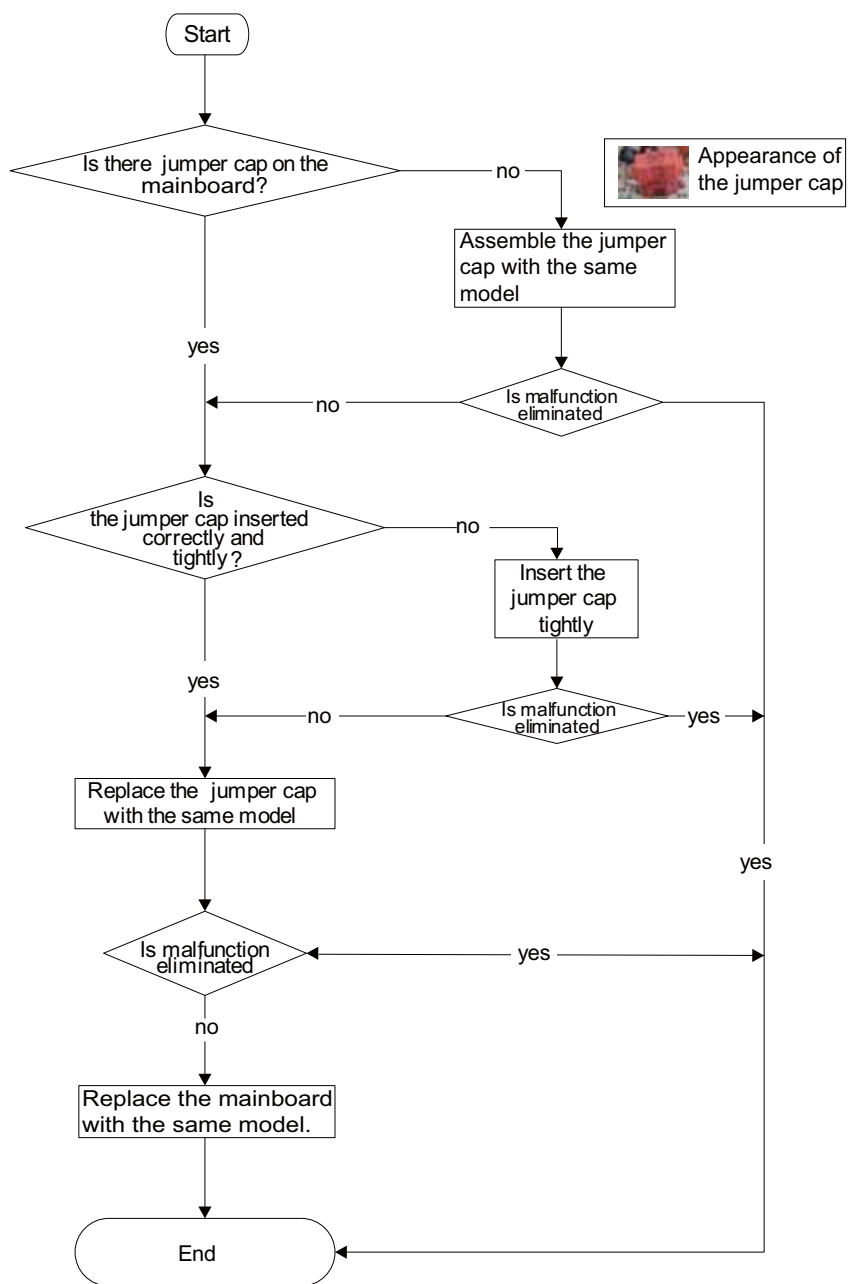 Start
Is there jumper cap on the
mainboard?
no
Appearance of
the jumper cap
Assemble the jumper
cap with the same
model
yes
Is malfunction
eliminated
no
Is
the jumper cap inserted
correctly and
tightly?
no
Insert the
jumper cap
tightly
yes
Is malfunction
eliminated
no
yes
Replace the jumper cap
with the same model
yes
Is malfunction
eliminated
yes
no
Replace the mainboard
with the same model.
End